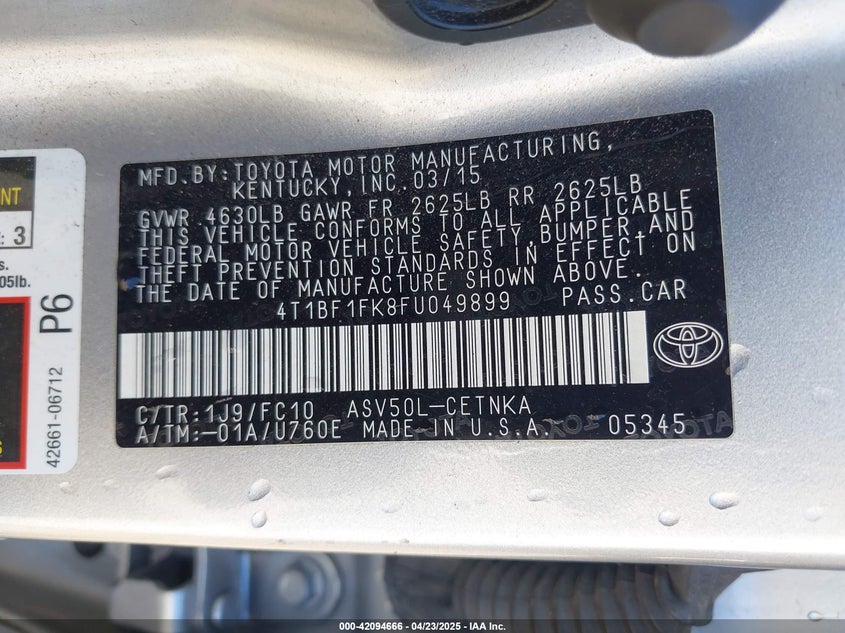 MFD.BY:TOYOTA MOTOR MANUFACTURING,
KENTUCKY,INC.03/15
GVWR 4630LB GAWR FR 2625LB RR 2625LB
THIS VEHICLE CONFORMS TO ALL APPLICABLE
FEDERAL MOTOR VEHICLE SAFETY,BUMPER,AND
THEFT PREVENTION STANDARDS IN EFFECT ON
THE DATE OF MANUFACTURE SHOWN ABOVE.
4T1BF1FK8FU049899 PASS.CAR
C/TR:1J9/FC10 ASV50L-CETNKA
A/TM:-01A/U760E MADE IN U.S.A. 05345
3
05lb.
P6
42661-06712
000-42094666 - 04/23/2025 - IAA Inc.